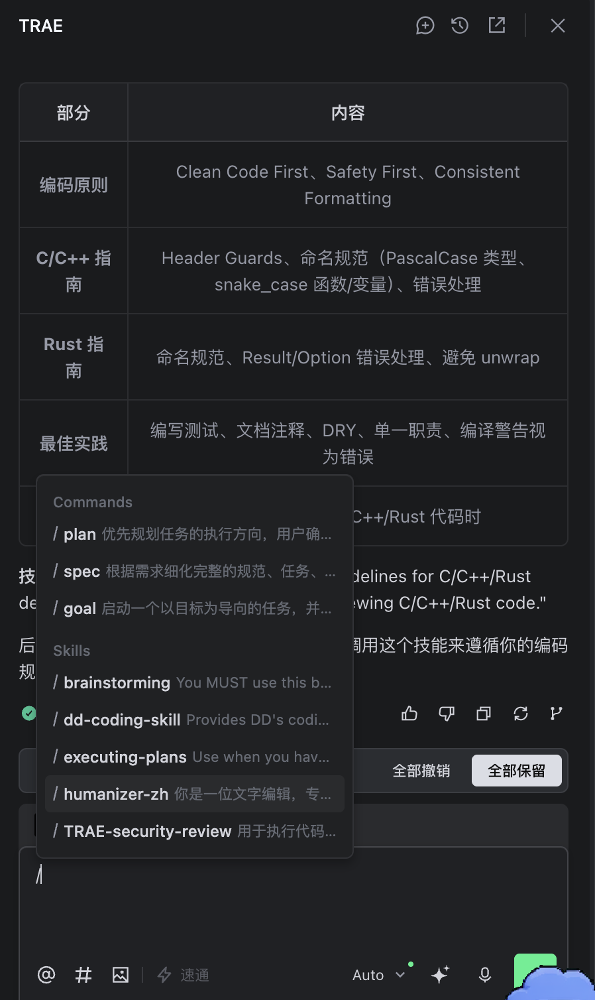 TRAE
部分
内容
编码原则
Clean Code First、Safety First、Consistent
Formatting
C/C++ 指
南
Header Guards、命名规范（PascalCase 类型、
snake_case 函数/变量）、错误处理
Rust 指
南
命名规范、Result/Option 错误处理、避免 unwrap
最佳实践
编写测试、文档注释、DRY、单一职责、编译警告视
为错误
C++/Rust 代码时
技
delines for C/C++/Rust
de
ewing C/C++/Rust code."
后
调用这个技能来遵循你的编码
规
Commands
/ plan 优先规划任务的执行方向，用户确...
/ spec 根据需求细化完整的规范、任务、...
/ goal 启动一个以目标为导向的任务，并...
Skills
/ brainstorming You MUST use this b...
/ dd-coding-skill Provides DD's codi...
/ executing-plans Use when you hav...
/ humanizer-zh 你是一位文字编辑，专...
/ TRAE-security-review 用于执行代码...
全部撤销
全部保留
/
速通
Auto